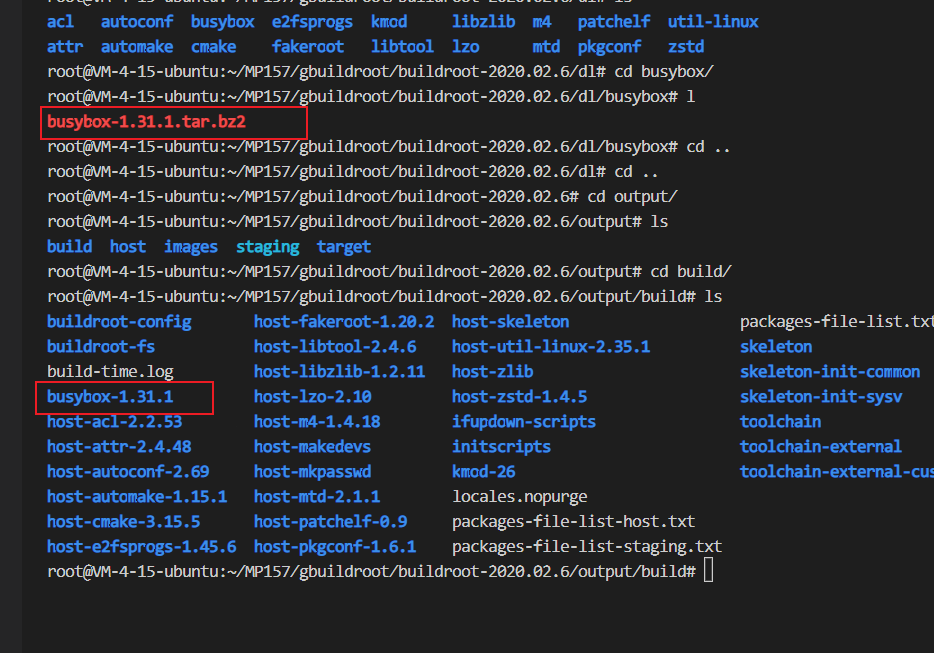 acl autoconf busybox e2fsprogs kmod libzlib m4 patchelf util-linux
attr automake cmake fakeroot libtool lzo mtd pkgconf zstd
root@VM-4-15-ubuntu:~/MP157/gbuildroot/buildroot-2020.02.6/dl# cd busybox/
root@VM-4-15-ubuntu:~/MP157/gbuildroot/buildroot-2020.02.6/dl/busybox# l
busybox-1.31.1.tar.bz2
root@VM-4-15-ubuntu:~/MP157/gbuildroot/buildroot-2020.02.6/dl/busybox# cd ..
root@VM-4-15-ubuntu:~/MP157/gbuildroot/buildroot-2020.02.6/dl# cd ..
root@VM-4-15-ubuntu:~/MP157/gbuildroot/buildroot-2020.02.6# cd output/
root@VM-4-15-ubuntu:~/MP157/gbuildroot/buildroot-2020.02.6/output# ls
build host images staging target
root@VM-4-15-ubuntu:~/MP157/gbuildroot/buildroot-2020.02.6/output# cd build/
root@VM-4-15-ubuntu:~/MP157/gbuildroot/buildroot-2020.02.6/output/build# ls
buildroot-config host-fakeroot-1.20.2 host-skeleton packages-file-list.txt
buildroot-fs host-libtool-2.4.6 host-util-linux-2.35.1 skeleton
build-time.log host-libzlib-1.2.11 host-zlib skeleton-init-common
busybox-1.31.1 host-lzo-2.10 host-zstd-1.4.5 skeleton-init-sysv
host-acl-2.2.53 host-m4-1.4.18 ifupdown-scripts toolchain
host-attr-2.4.48 host-makedevs initscripts toolchain-external
host-autoconf-2.69 host-mkpasswd kmod-26 toolchain-external-cus
host-automake-1.15.1 host-mtd-2.1.1 locales.nopurge
host-cmake-3.15.5 host-patchelf-0.9 packages-file-list-host.txt
host-e2fsprogs-1.45.6 host-pkgconf-1.6.1 packages-file-list-staging.txt
root@VM-4-15-ubuntu:~/MP157/gbuildroot/buildroot-2020.02.6/output/build#